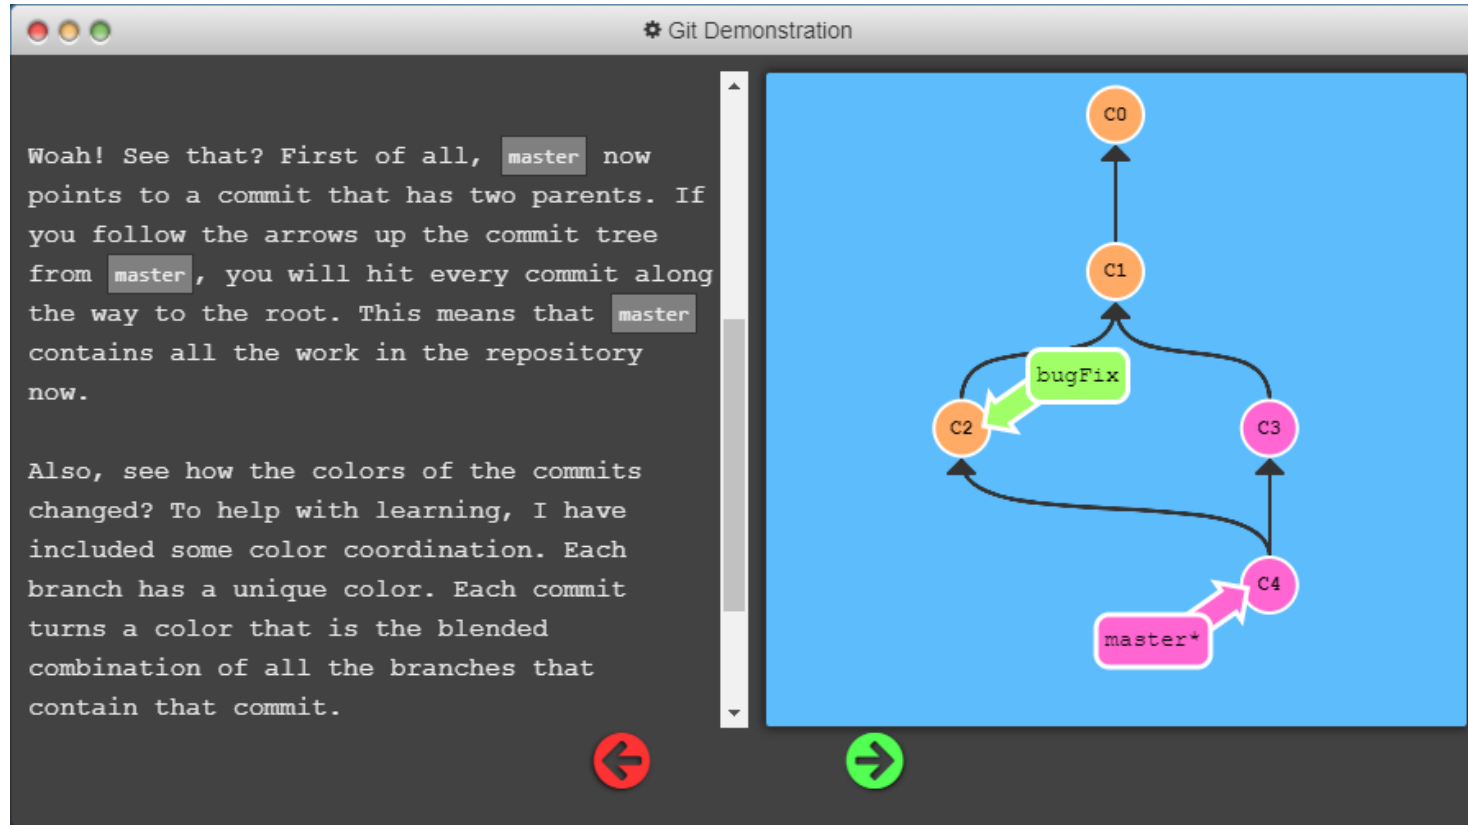 Git Demonstration
Woah! See that? First of all, master now
points to a commit that has two parents. If
you follow the arrows up the commit tree
from master, you will hit every commit along
the way to the root. This means that master
contains all the work in the repository
now.
Also, see how the colors of the commits
changed? To help with learning, I have
included some color coordination. Each
branch has a unique color. Each commit
turns a color that is the blended
combination of all the branches that
contain that commit.
C0
C1
bugFix
C2
C3
C4
master*